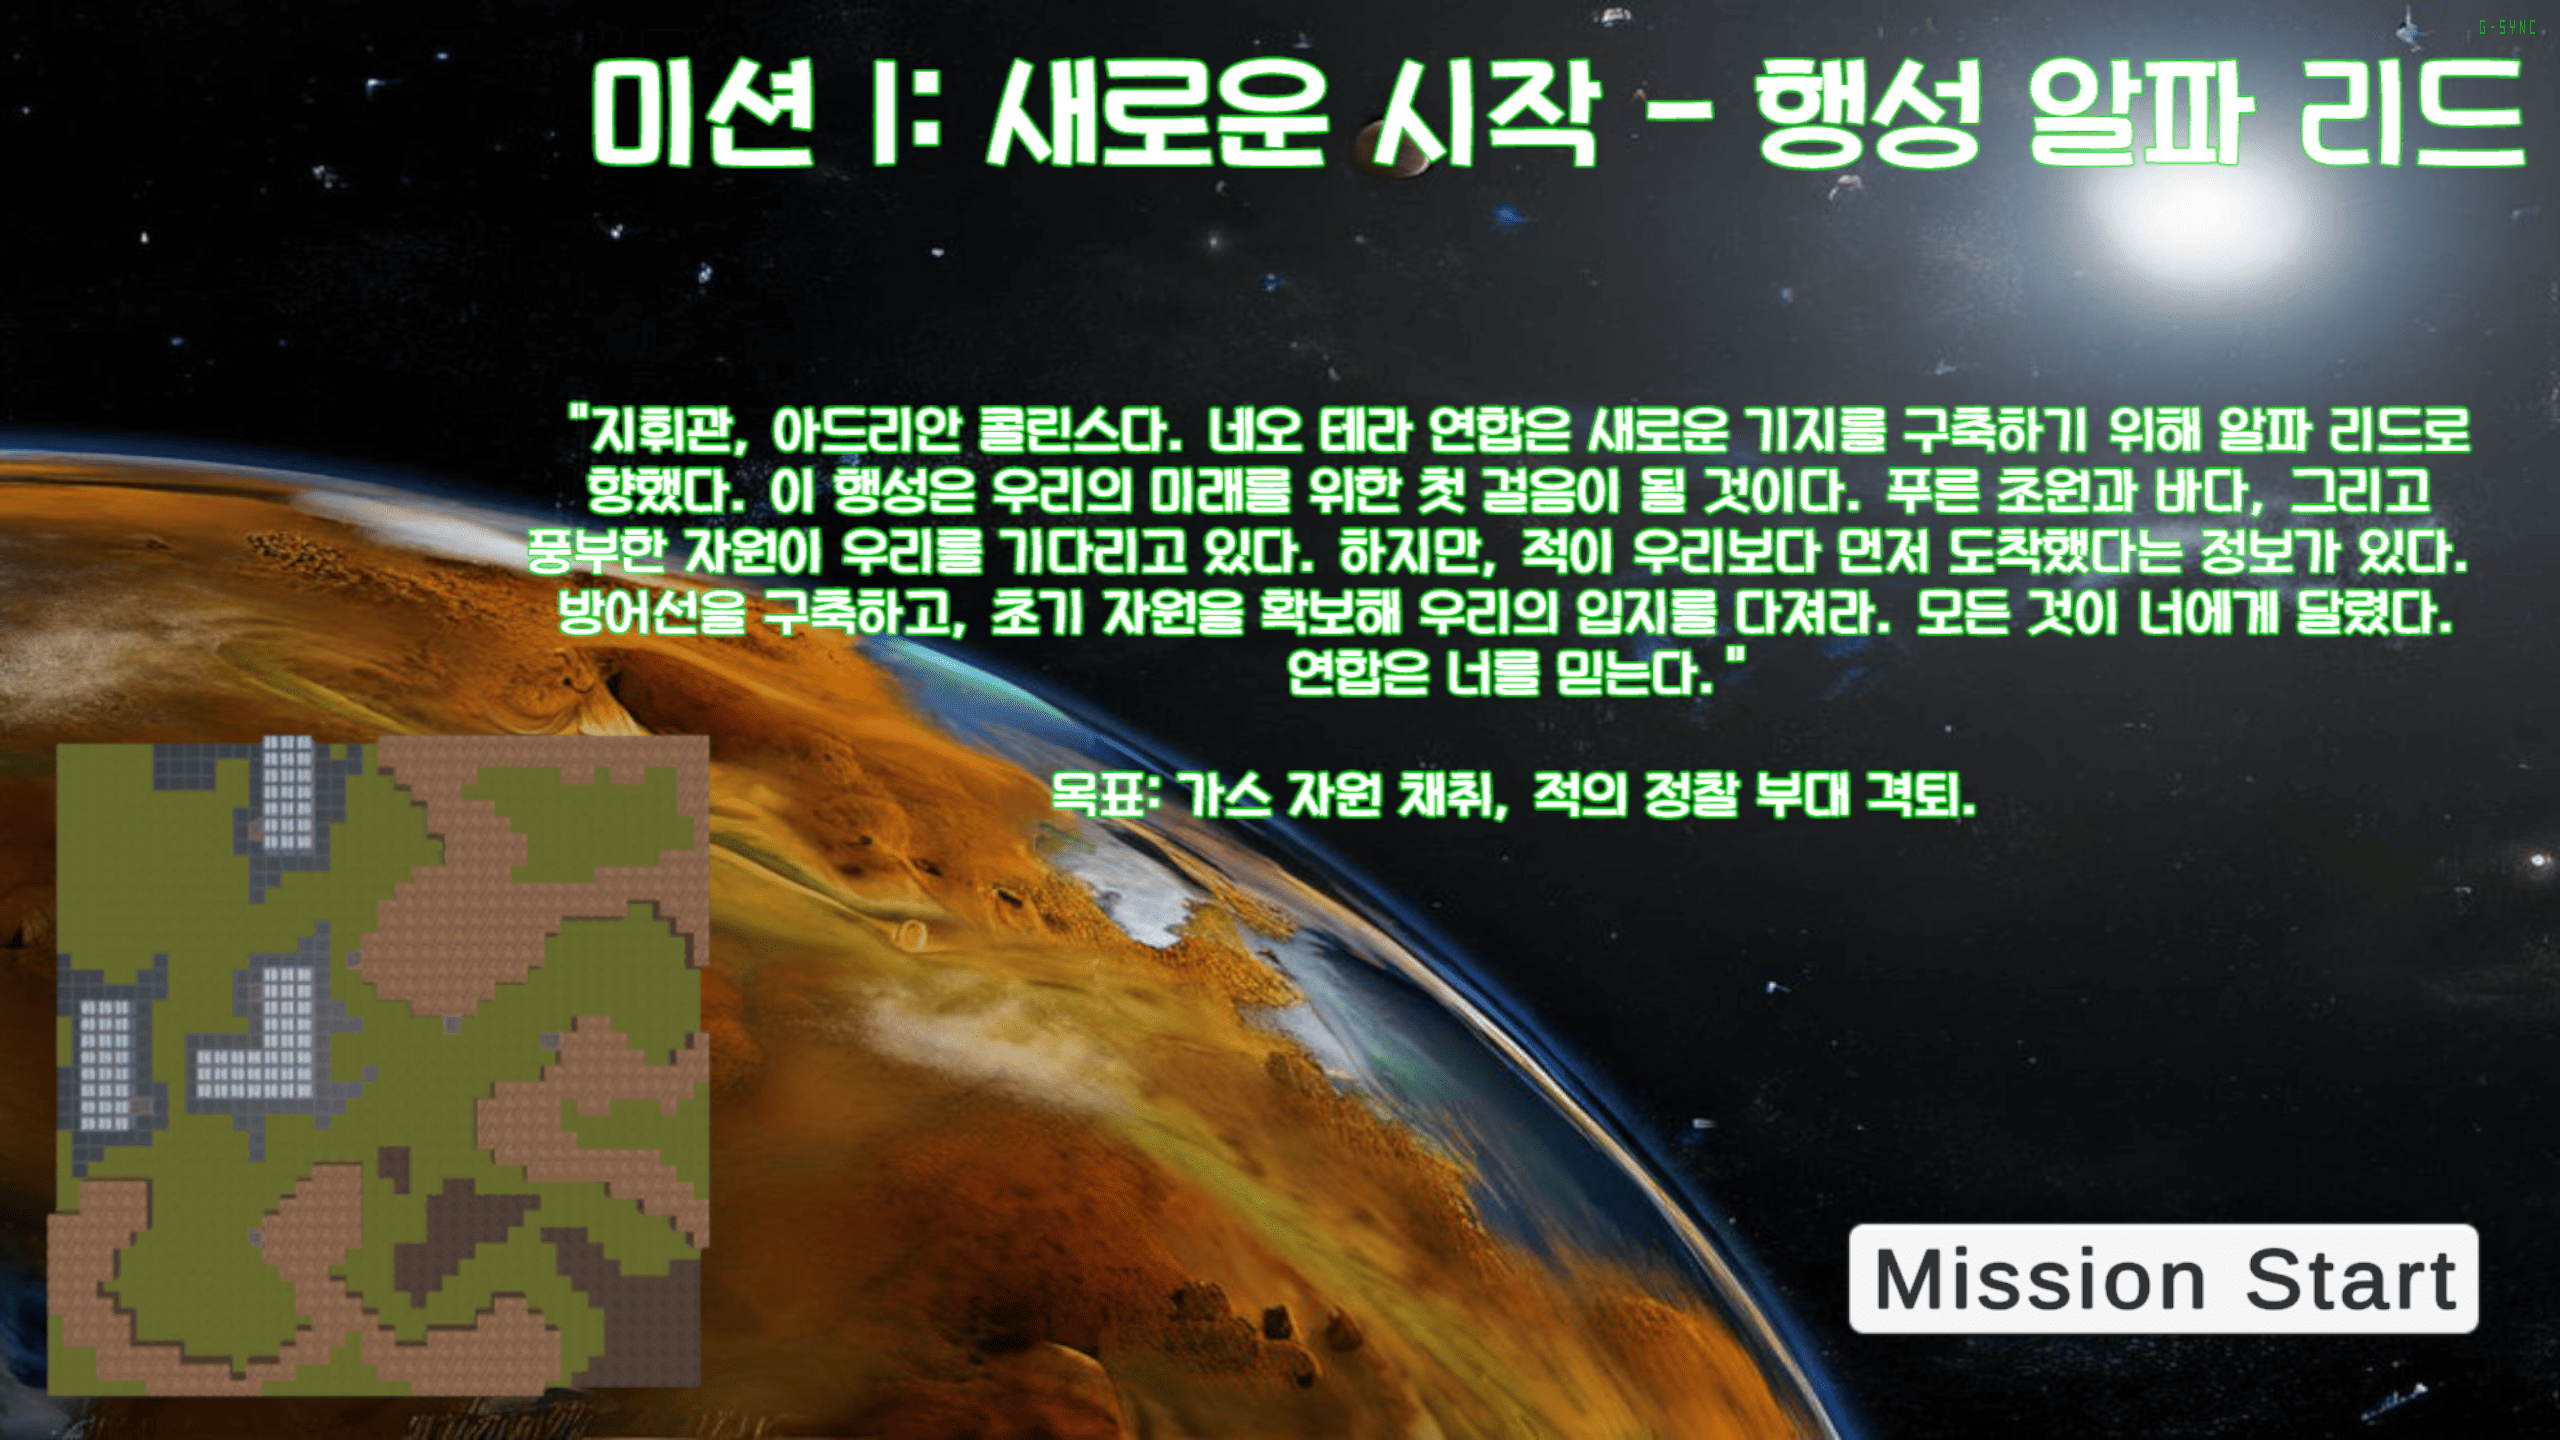 G-SYNC
미션 1: 새로운 시작 - 행성 알파 리드
"지휘관, 아드리안 콜린스다. 네오 테라 연합은 새로운 기지를 구축하기 위해 알파 리드로
향했다. 이 행성은 우리의 미래를 위한 첫 걸음이 될 것이다. 푸른 초원과 바다, 그리고
풍부한 자원이 우리를 기다리고 있다. 하지만, 적이 우리보다 먼저 도착했다는 정보가 있다.
방어선을 구축하고, 초기 자원을 확보해 우리의 입지를 다져라. 모든 것이 너에게 달렸다.
연합은 너를 믿는다. "
목표: 가스 자원 채취, 적의 정찰 부대 격퇴.
Mission Start